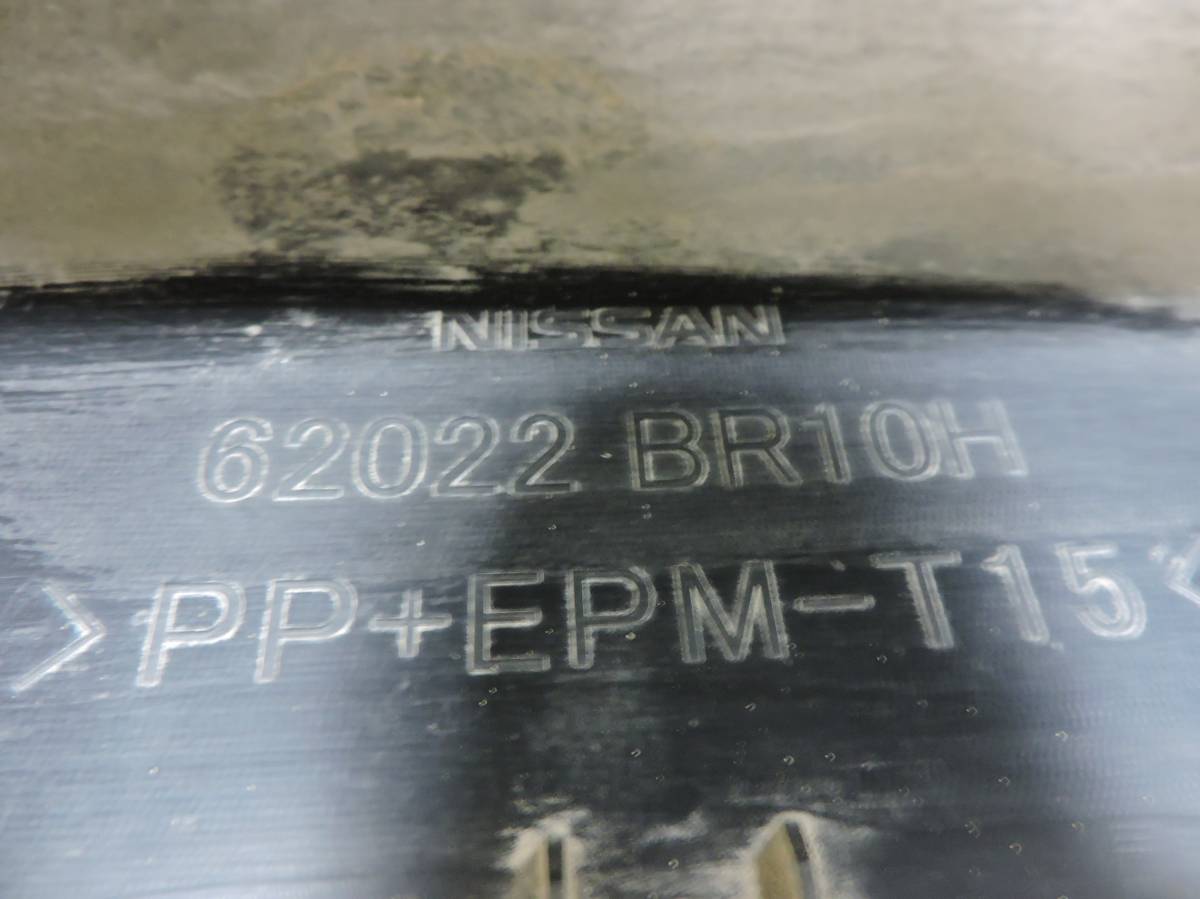 NISSAN
62022 BR10H
>PP+EPM-T15<